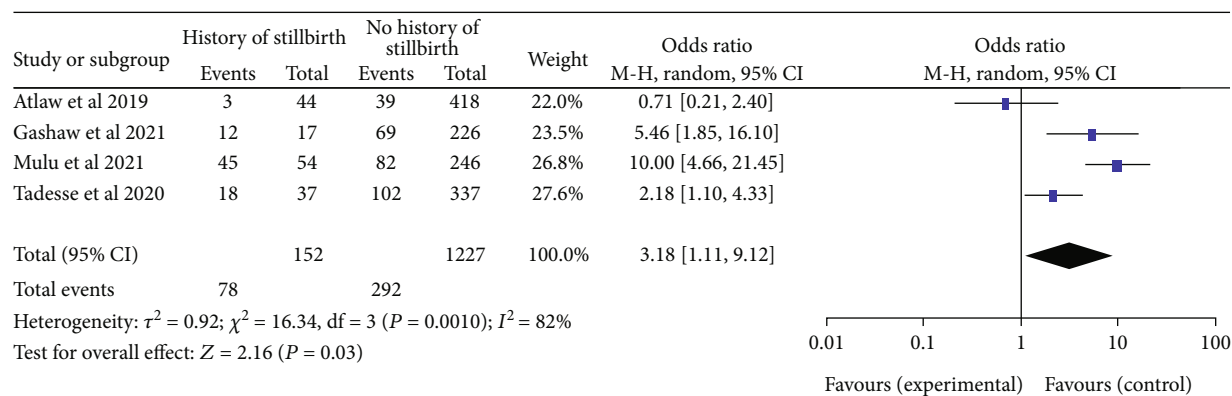 Study or subgroup History of stillbirth No history of stillbirth Weight Odds ratio Odds ratio
Events Total Events Total M-H, random, 95% CI M-H, random, 95% CI
Atlaw et al 2019 3 44 39 418 22.0% 0.71 [0.21, 2.40]
Gashaw et al 2021 12 17 69 226 23.5% 5.46 [1.85, 16.10]
Mulu et al 2021 45 54 82 246 26.8% 10.00 [4.66, 21.45]
Tadesse et al 2020 18 37 102 337 27.6% 2.18 [1.10, 4.33]
Total (95% CI) 152 1227 100.0% 3.18 [1.11, 9.12]
Total events 78 292
Heterogeneity: τ² = 0.92; χ² = 16.34, df = 3 (P = 0.0010); I² = 82%
Test for overall effect: Z = 2.16 (P = 0.03)
0.01 0.1 1 10 100
Favours (experimental) Favours (control)